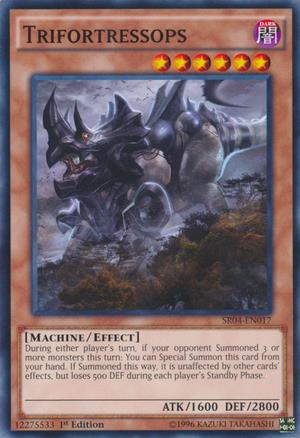 TRIFORTRESSOPS
DARK
闇
SR04-EN017
[MACHINE/EFFECT]
During either player's turn, if your opponent Summoned 3 or
more monsters this turn: You can Special Summon this card from
your hand. If Summoned this way, it is unaffected by other cards'
effects, but loses 500 DEF during each player's Standby Phase.
ATK/1600 DEF/2800
12275533 1st Edition ©1996 KAZUKI TAKAHASHI